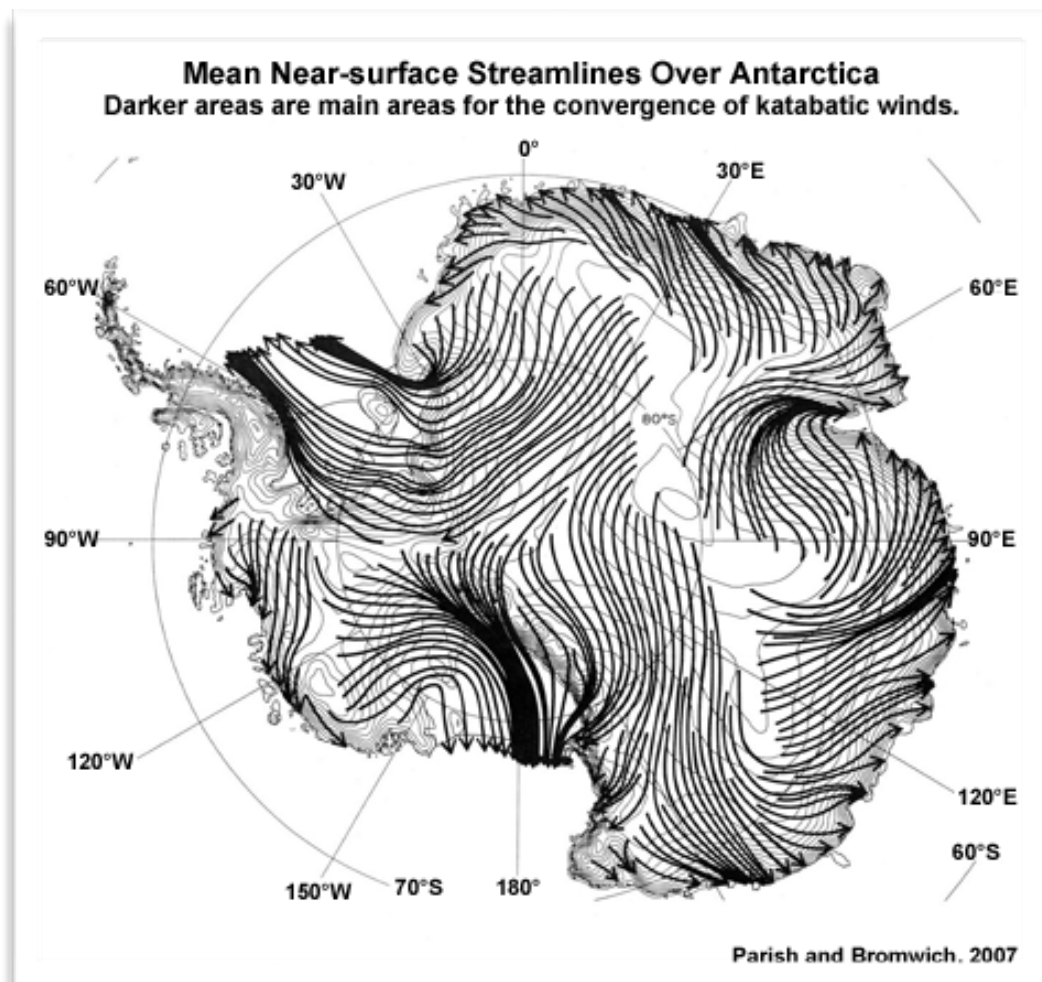 Mean Near-surface Streamlines Over Antarctica
Darker areas are main areas for the convergence of katabatic winds.
0°
30°W
30°E
60°W
60°E
80°S
90°W
90°E
120°W
120°E
60°S
150°W
70°S
180°
Parish and Bromwich, 2007